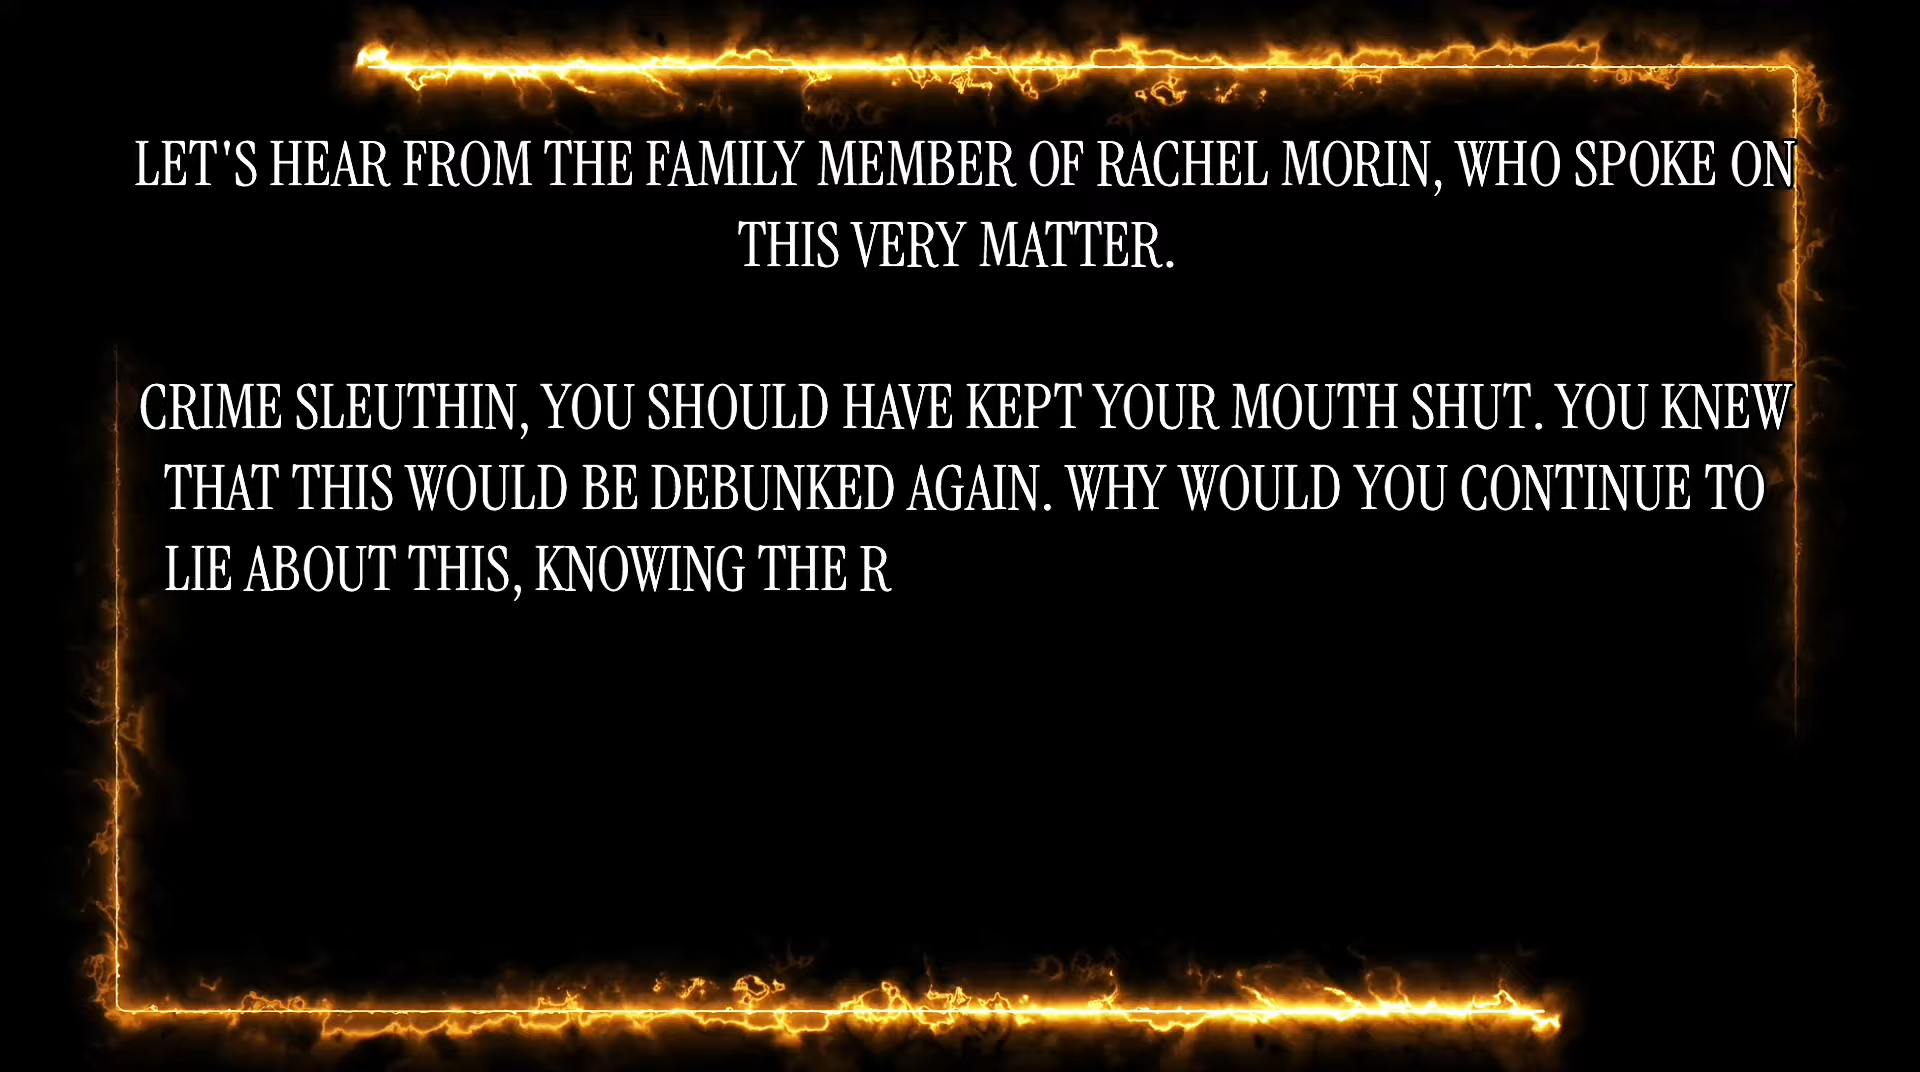 LET'S HEAR FROM THE FAMILY MEMBER OF RACHEL MORIN, WHO SPOKE ON
THIS VERY MATTER.
CRIME SLEUTHIN, YOU SHOULD HAVE KEPT YOUR MOUTH SHUT. YOU KNEW
THAT THIS WOULD BE DEBUNKED AGAIN. WHY WOULD YOU CONTINUE TO
LIE ABOUT THIS, KNOWING THE R